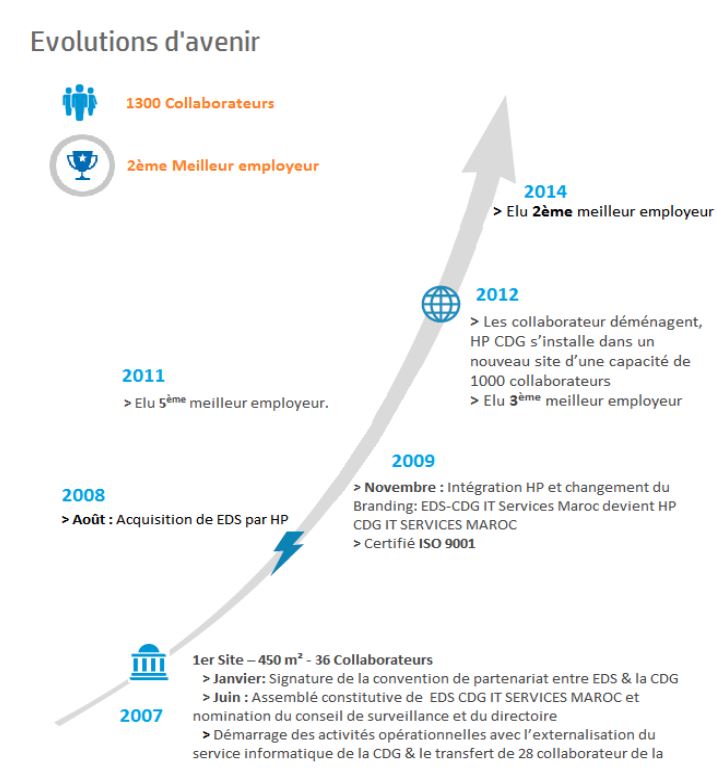 Evolutions d'avenir
1300 Collaborateurs
2ème Meilleur employeur
2014
> Elu 2ème meilleur employeur
2012
> Les collaborateur déménagent,
HP CDG s’installe dans un
nouveau site d’une capacité de
1000 collaborateurs
> Elu 3ème meilleur employeur
2011
> Elu 5ème meilleur employeur.
2009
> Novembre : Intégration HP et changement du
Branding: EDS-CDG IT Services Maroc devient HP
CDG IT SERVICES MAROC
> Certifié ISO 9001
2008
> Août : Acquisition de EDS par HP
2007
1er Site – 450 m² - 36 Collaborateurs
> Janvier: Signature de la convention de partenariat entre EDS & la CDG
> Juin : Assemblé constitutive de EDS CDG IT SERVICES MAROC et
nomination du conseil de surveillance et du directoire
> Démarrage des activités opérationnelles avec l’externalisation du
service informatique de la CDG & le transfert de 28 collaborateur de la